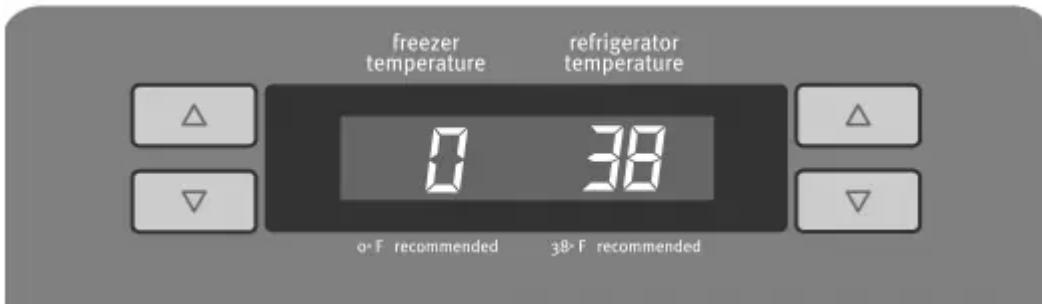 freezer
temperature
refrigerator
temperature
0 38
0° F recommended 38° F recommended